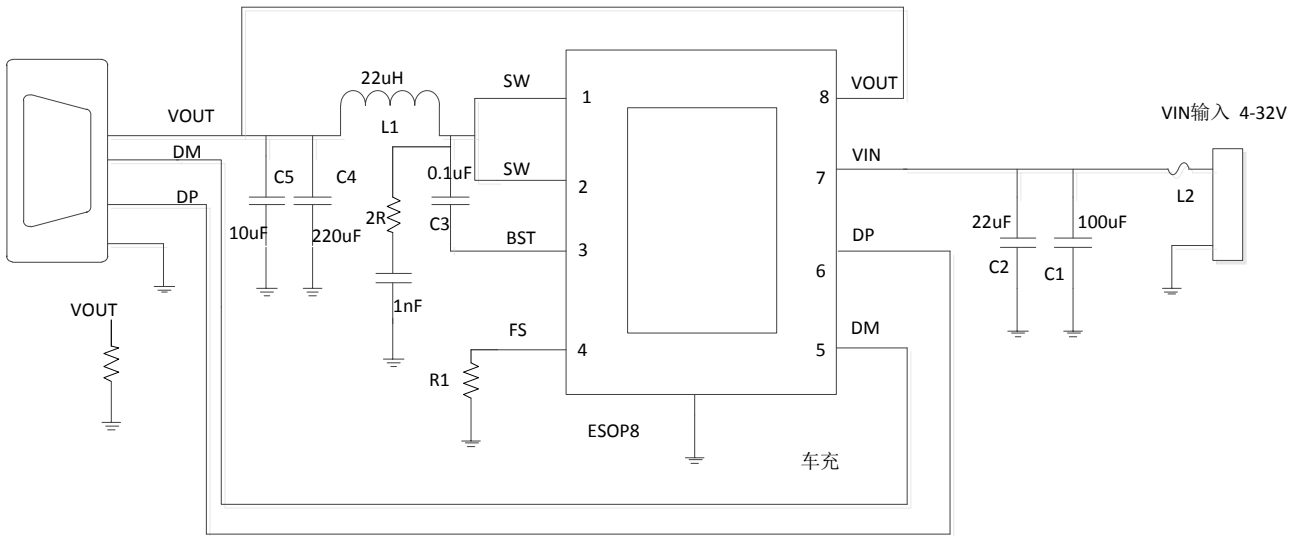 22uH
SW
1
8
VOUT
VIN输入 4-32V
VOUT
L1
DM
VIN
7
C5
C4
0.1uF
SW
2
L2
DP
2R
C3
22uF
100uF
10uF
220uF
BST
3
DP
6
C2
C1
1nF
VOUT
FS
4
DM
5
R1
ESOP8
车充